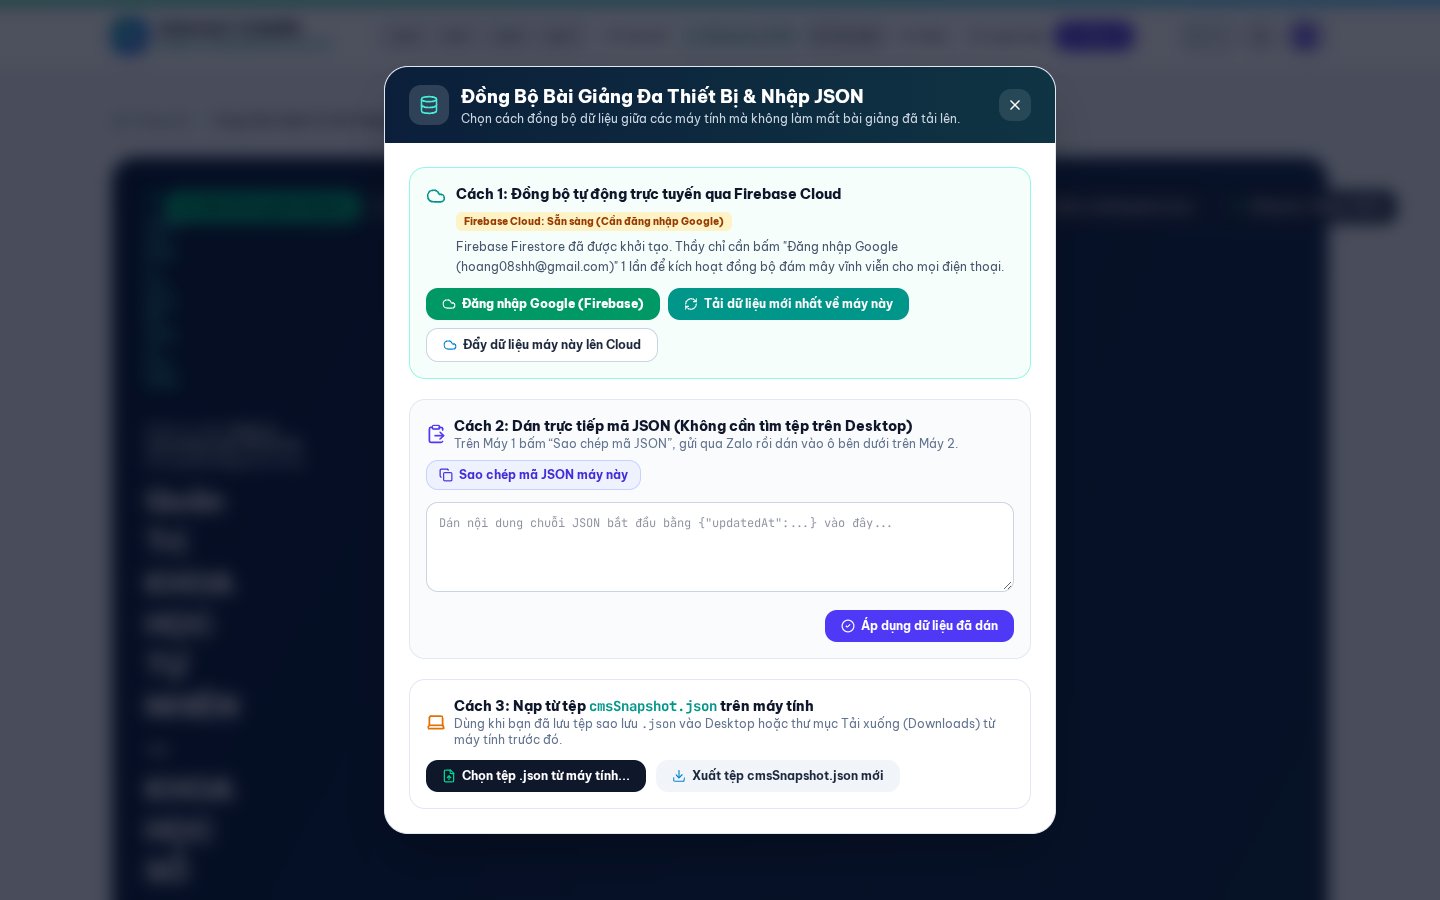 Đồng Bộ Bài Giảng Đa Thiết Bị & Nhập JSON
Chọn cách đồng bộ dữ liệu giữa các máy tính mà không làm mất bài giảng đã tải lên.
Cách 1: Đồng bộ tự động trực tuyến qua Firebase Cloud
Firebase Cloud: Sẵn sàng (Cần đăng nhập Google)
Firebase Firestore đã được khởi tạo. Thầy chỉ cần bấm "Đăng nhập Google
(hoang08shh@gmail.com)" 1 lần để kích hoạt đồng bộ đám mây vĩnh viễn cho mọi điện thoại.
Đăng nhập Google (Firebase)
Tải dữ liệu mới nhất về máy này
Đẩy dữ liệu máy này lên Cloud
Cách 2: Dán trực tiếp mã JSON (Không cần tìm tệp trên Desktop)
Trên Máy 1 bấm “Sao chép mã JSON”, gửi qua Zalo rồi dán vào ô bên dưới trên Máy 2.
Sao chép mã JSON máy này
Dán nội dung chuỗi JSON bắt đầu bằng {"updatedAt":...} vào đây...
Áp dụng dữ liệu đã dán
Cách 3: Nạp từ tệp cmsSnapshot.json trên máy tính
Dùng khi bạn đã lưu tệp sao lưu .json vào Desktop hoặc thư mục Tải xuống (Downloads) từ
máy tính trước đó.
Chọn tệp .json từ máy tính...
Xuất tệp cmsSnapshot.json mới